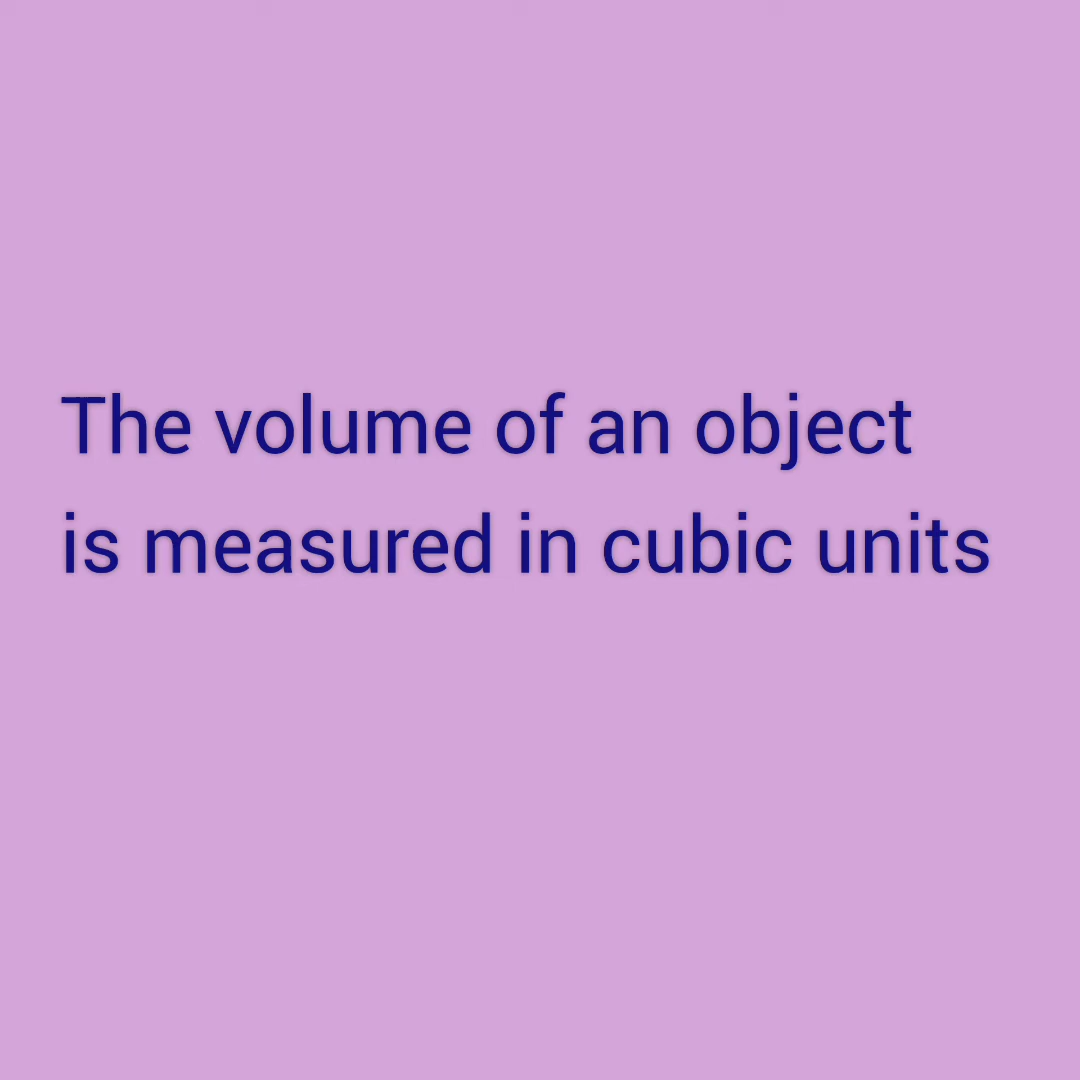 The volume of an object
is measured in cubic units